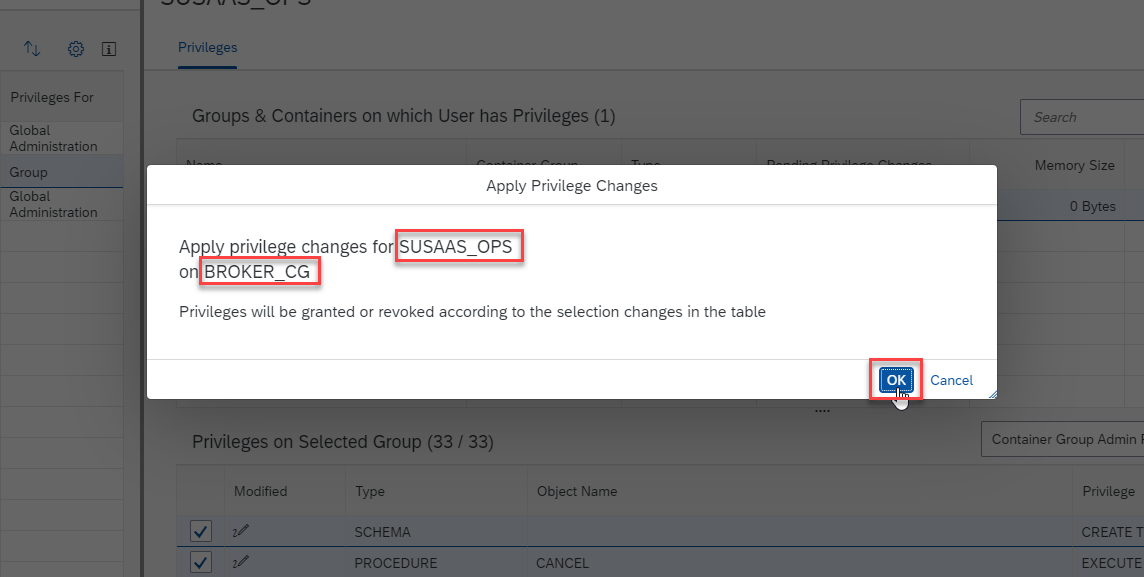 SUSAAS_OPS
Privileges
Privileges For
Groups & Containers on which User has Privileges (1)
Search
Global
Administration
Name Container Group Type Pending Privilege Changes Memory Size
Group
0 Bytes
Global
Administration
Apply Privilege Changes
Apply privilege changes for SUSAAS_OPS
on BROKER_CG
Privileges will be granted or revoked according to the selection changes in the table
OK Cancel
Privileges on Selected Group (33 / 33)
Container Group Admin
Modified Type Object Name Privilege
SCHEMA CREATE
PROCEDURE CANCEL EXECUTE